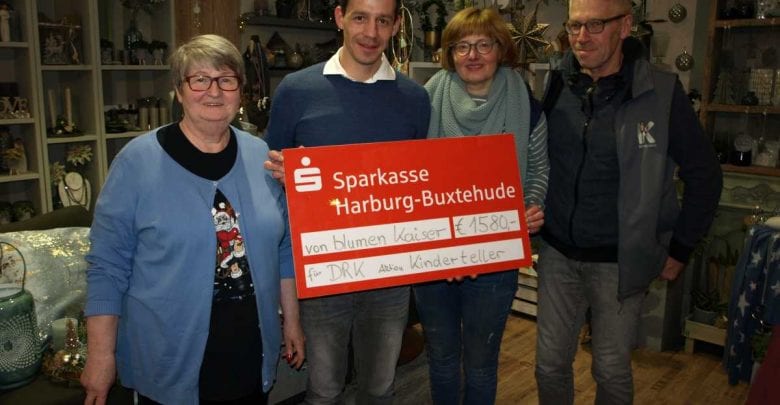 Sparkasse
Harburg-Buxtehude
von blumen Kaiser € 1580,-
für DRK Aktion Kinderteller
K